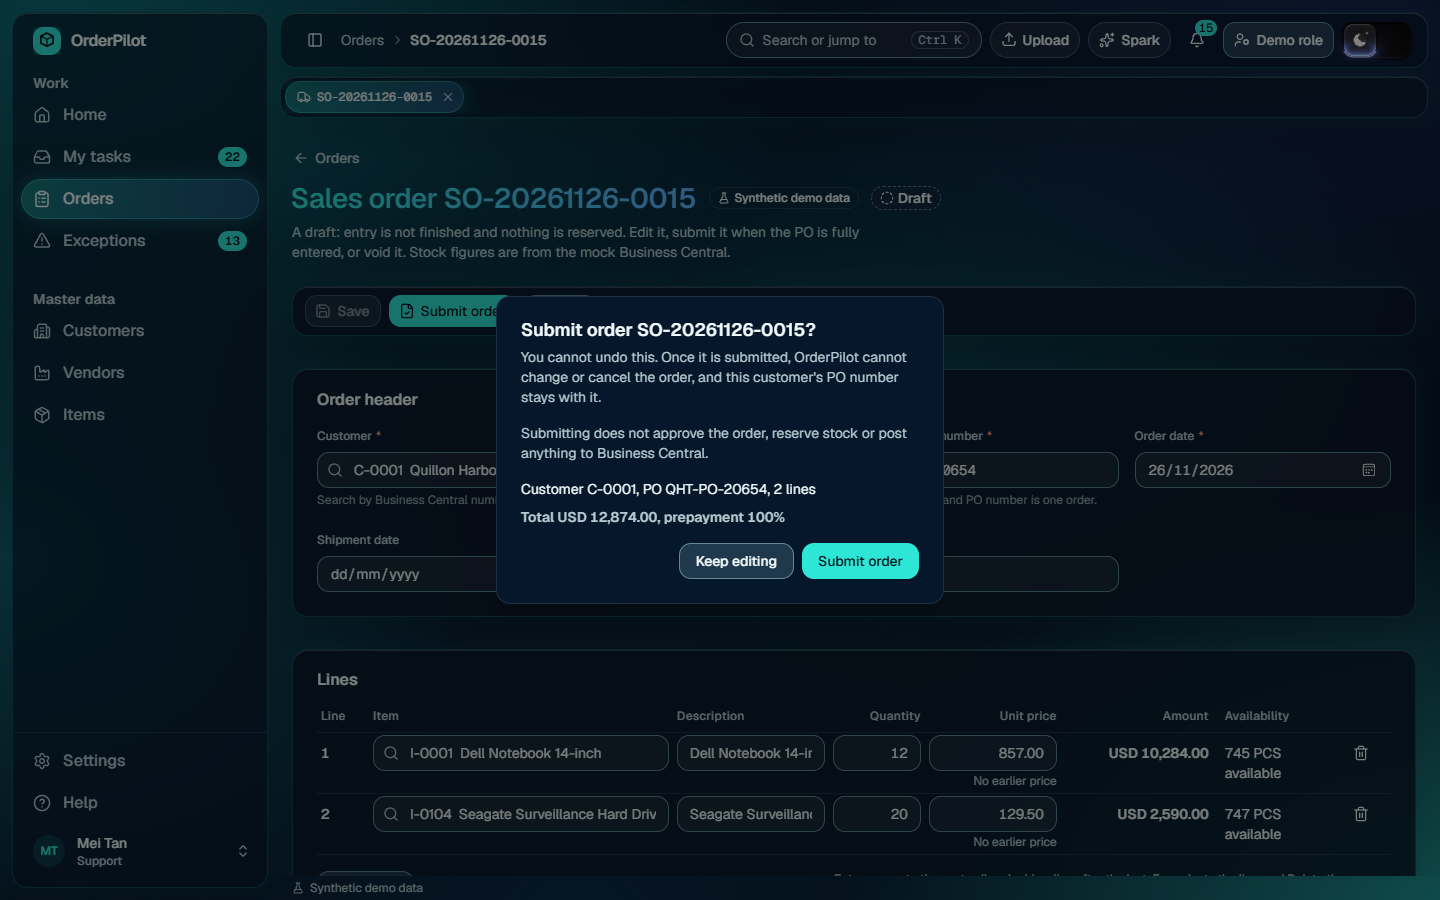 OrderPilot
Work
Home
My tasks 22
Orders
Exceptions 13
Master data
Customers
Vendors
Items
Settings
Help
MT
Mei Tan
Support
Orders > SO-20261126-0015
Search or jump to Ctrl K
Upload
Spark
15
Demo role
SO-20261126-0015
Orders
Sales order SO-20261126-0015
Synthetic demo data
Draft
A draft: entry is not finished and nothing is reserved. Edit it, submit it when the PO is fully
entered, or void it. Stock figures are from the mock Business Central.
Save
Submit orde
Submit order SO-20261126-0015?
You cannot undo this. Once it is submitted, OrderPilot cannot
change or cancel the order, and this customer's PO number
stays with it.
Submitting does not approve the order, reserve stock or post
anything to Business Central.
Customer C-0001, PO QHT-PO-20654, 2 lines
Total USD 12,874.00, prepayment 100%
Keep editing
Submit order
Order header
Customer *
number *
Order date *
C-0001 Quillon Harbo
0654
26/11/2026
Search by Business Central num
and PO number is one order.
Shipment date
dd/mm/yyyy
Lines
Line Item Description Quantity Unit price Amount Availability
1 I-0001 Dell Notebook 14-inch Dell Notebook 14-in 12 857.00 USD 10,284.00 745 PCS
available
No earlier price
2 I-0104 Seagate Surveillance Hard Driv Seagate Surveillanc 20 129.50 USD 2,590.00 747 PCS
available
No earlier price
Synthetic demo data